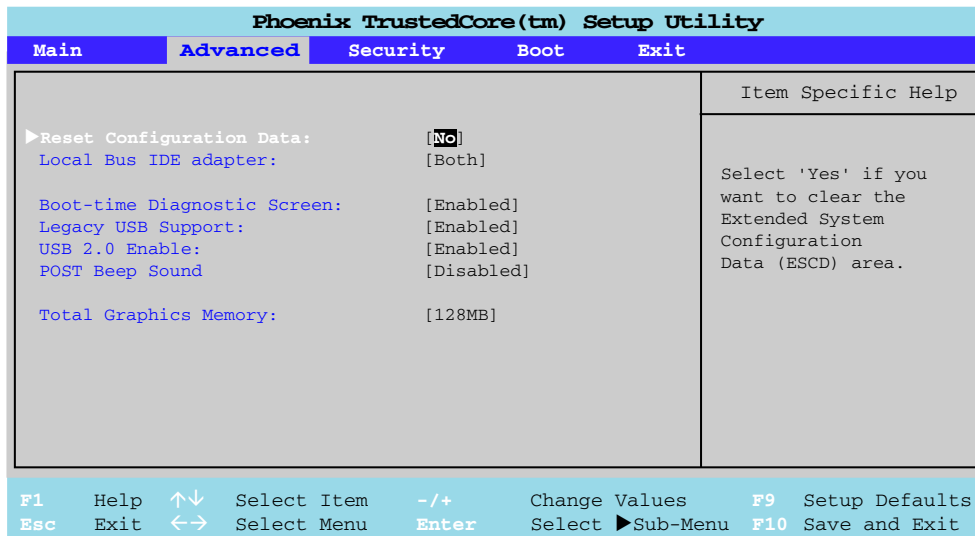 Phoenix TrustedCore(tm) Setup Utility
Main Advanced Security Boot Exit
Item Specific Help
▶Reset Configuration Data: [No]
Local Bus IDE adapter: [Both]
Boot-time Diagnostic Screen: [Enabled]
Legacy USB Support: [Enabled]
USB 2.0 Enable: [Enabled]
POST Beep Sound [Disabled]
Total Graphics Memory: [128MB]
Select 'Yes' if you
want to clear the
Extended System
Configuration
Data (ESCD) area.
F1 Help ↑↓ Select Item -/+ Change Values F9 Setup Defaults
Esc Exit ←→ Select Menu Enter Select ▶Sub-Menu F10 Save and Exit